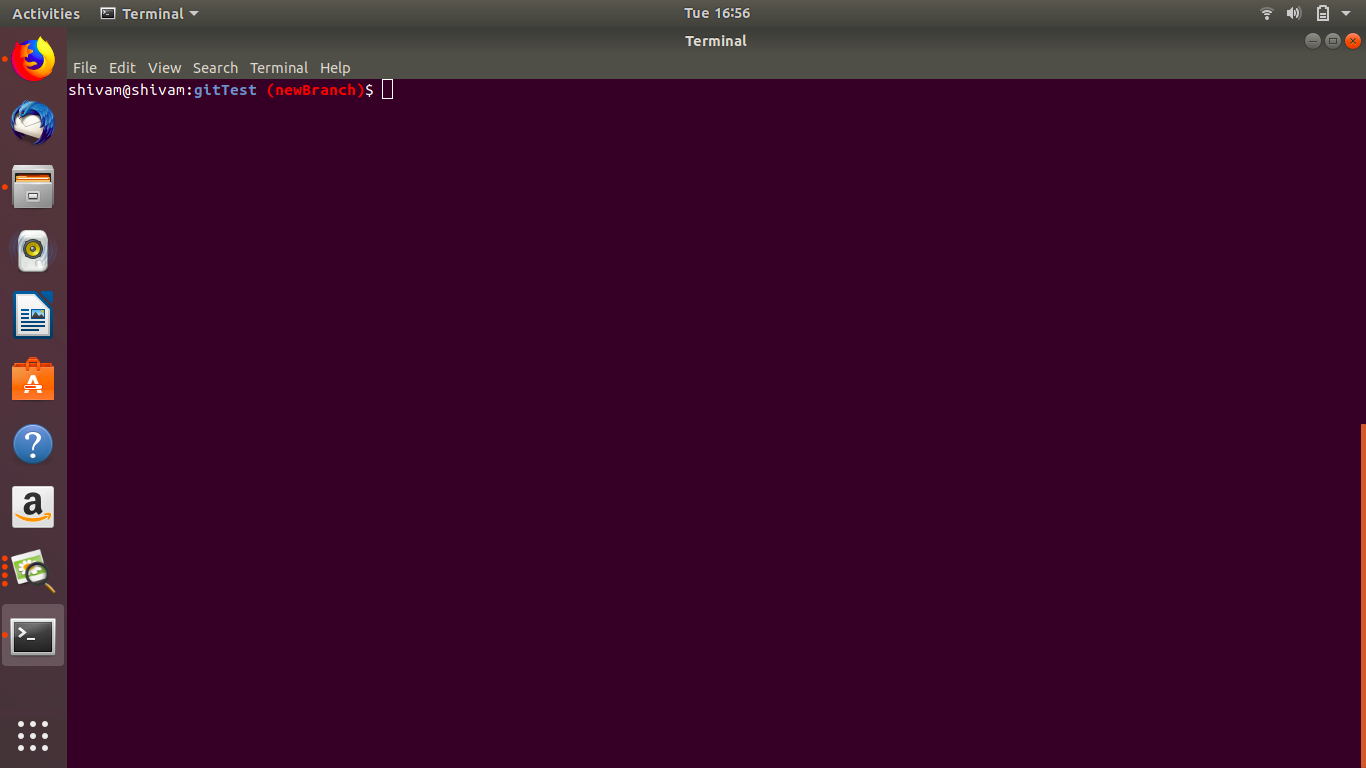 Activities Terminal Tue 16:56
Terminal
File Edit View Search Terminal Help
shivam@shivam:gitTest (newBranch)$